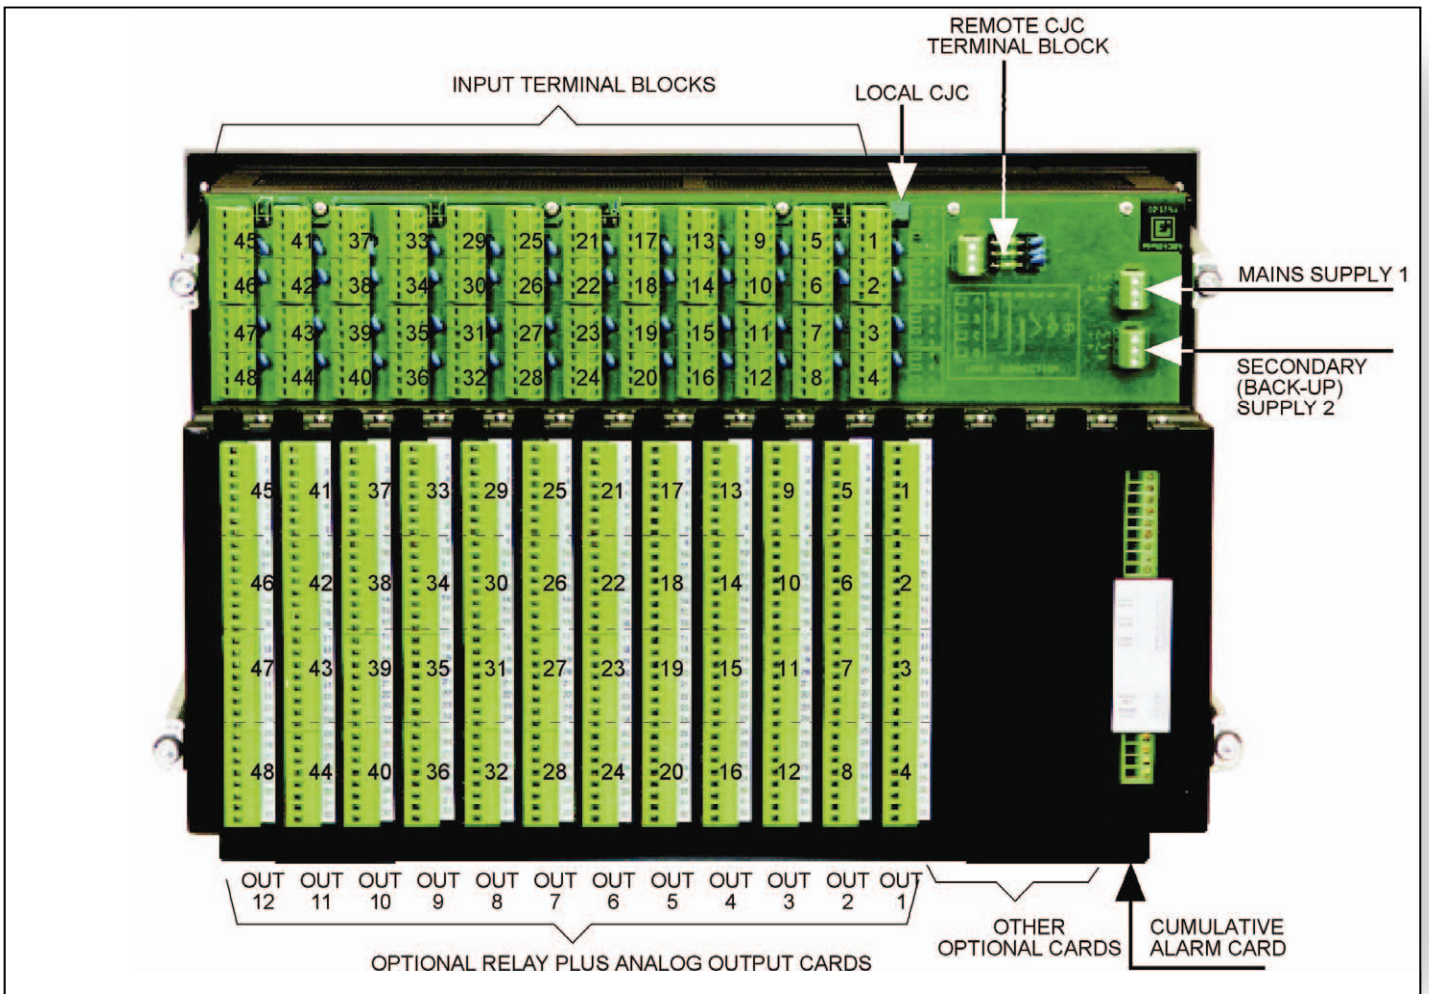 REMOTE CJC
TERMINAL BLOCK
INPUT TERMINAL BLOCKS
LOCAL CJC
45 41 37 33 29 25 21 17 13 9 5 1
46 42 38 34 30 26 22 18 14 10 6 2
MAINS SUPPLY 1
47 43 39 35 31 27 23 19 15 11 7 3
48 44 40 36 32 28 24 20 16 12 8 4
INPUT CONNECTION
SECONDARY
(BACK-UP)
SUPPLY 2
45 41 37 33 29 25 21 17 13 9 5 1
46 42 38 34 30 26 22 18 14 10 6 2
47 43 39 35 31 27 23 19 15 11 7 3
48 44 40 36 32 28 24 20 16 12 8 4
OUT OUT OUT OUT OUT OUT OUT OUT OUT OUT OUT OUT
12 11 10 9 8 7 6 5 4 3 2 1
OTHER
OPTIONAL CARDS
CUMULATIVE
ALARM CARD
OPTIONAL RELAY PLUS ANALOG OUTPUT CARDS